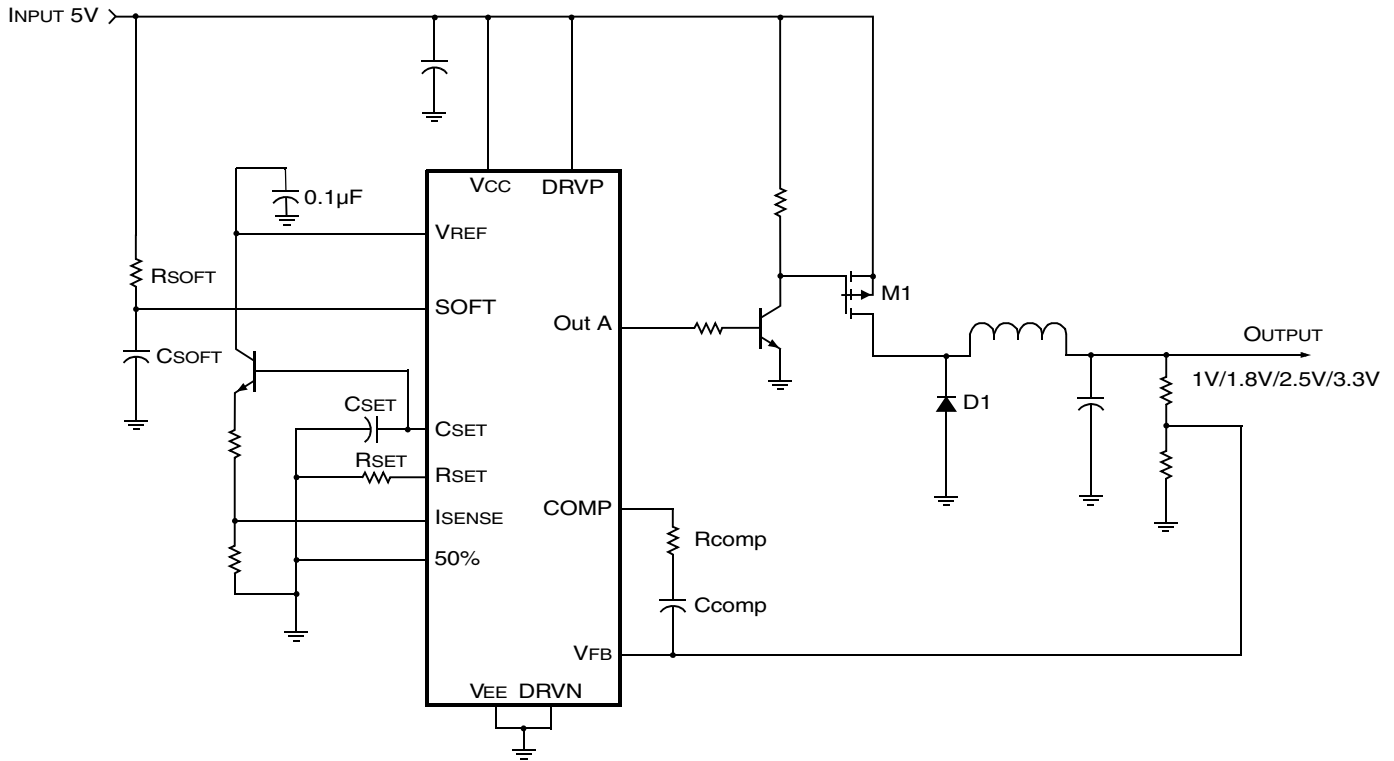 INPUT 5V
0.1µF
VCC DRVP
VREF
RSOFT
SOFT
Out A
M1
CSOFT
OUTPUT
1V/1.8V/2.5V/3.3V
D1
CSET
CSET
RSET
RSET
ISENSE
COMP
50%
Rcomp
Ccomp
VFB
VEE DRVN